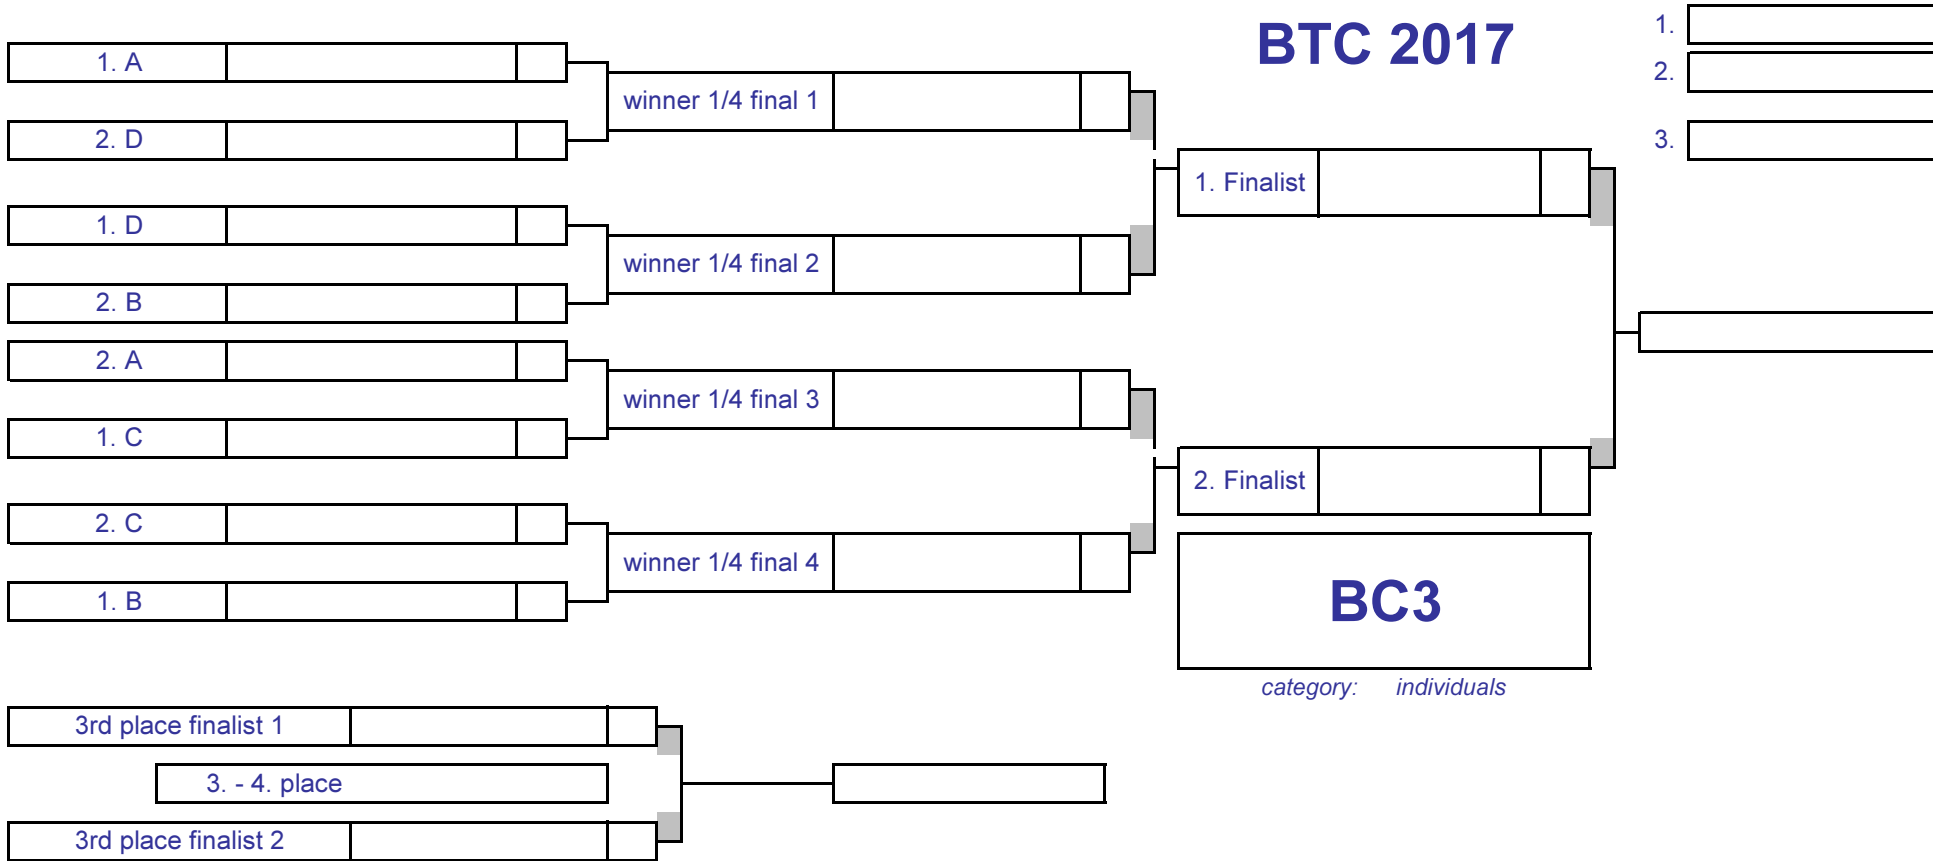 BTC 2017
1.
2.
3.
1. A
2. D
1. D
2. B
2. A
1. C
2. C
1. B
winner 1/4 final 1
winner 1/4 final 2
winner 1/4 final 3
winner 1/4 final 4
1. Finalist
2. Finalist
BC3
category: individuals
3rd place finalist 1
3. - 4. place
3rd place finalist 2